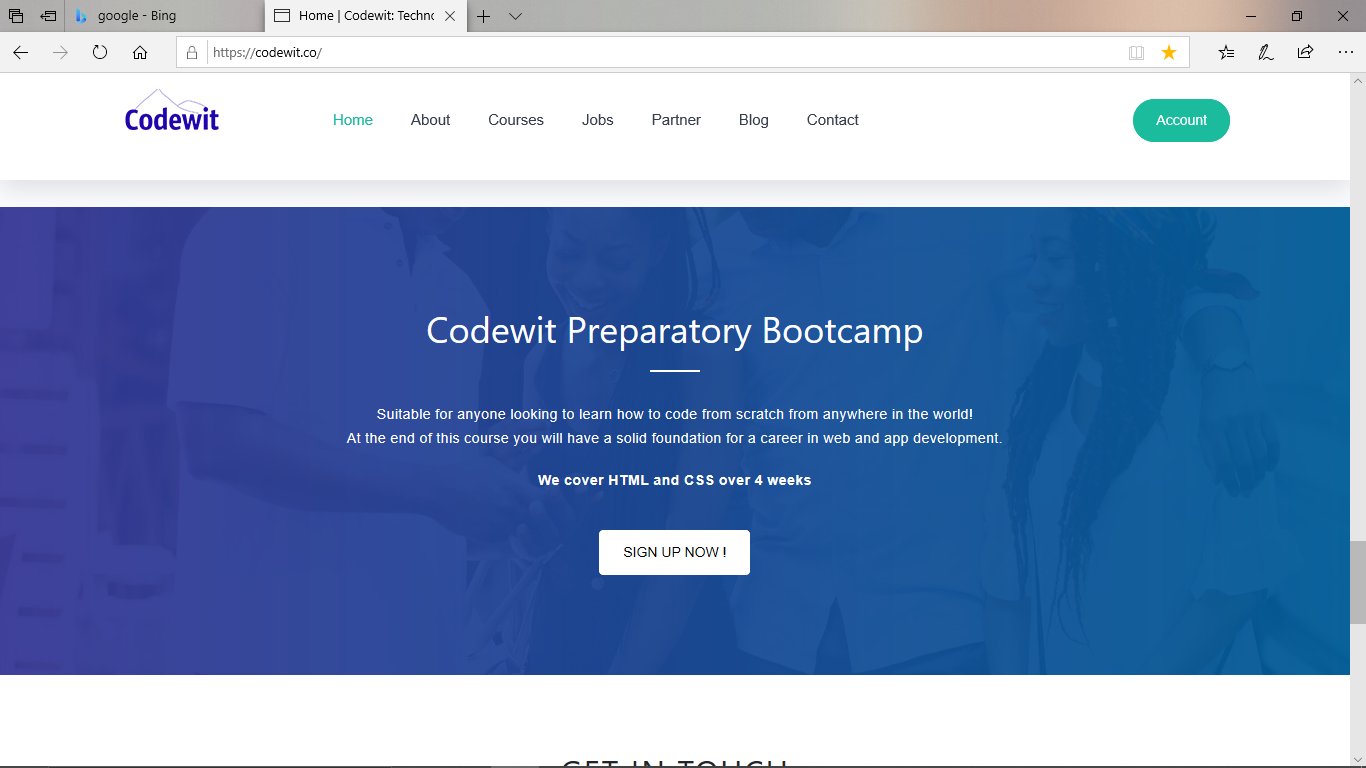 google - Bing
Home | Codewit: Techno
https://codewit.co/
Codewit
Home About Courses Jobs Partner Blog Contact
Account
Codewit Preparatory Bootcamp
Suitable for anyone looking to learn how to code from scratch from anywhere in the world!
At the end of this course you will have a solid foundation for a career in web and app development.
We cover HTML and CSS over 4 weeks
SIGN UP NOW !
GET IN TOUCH